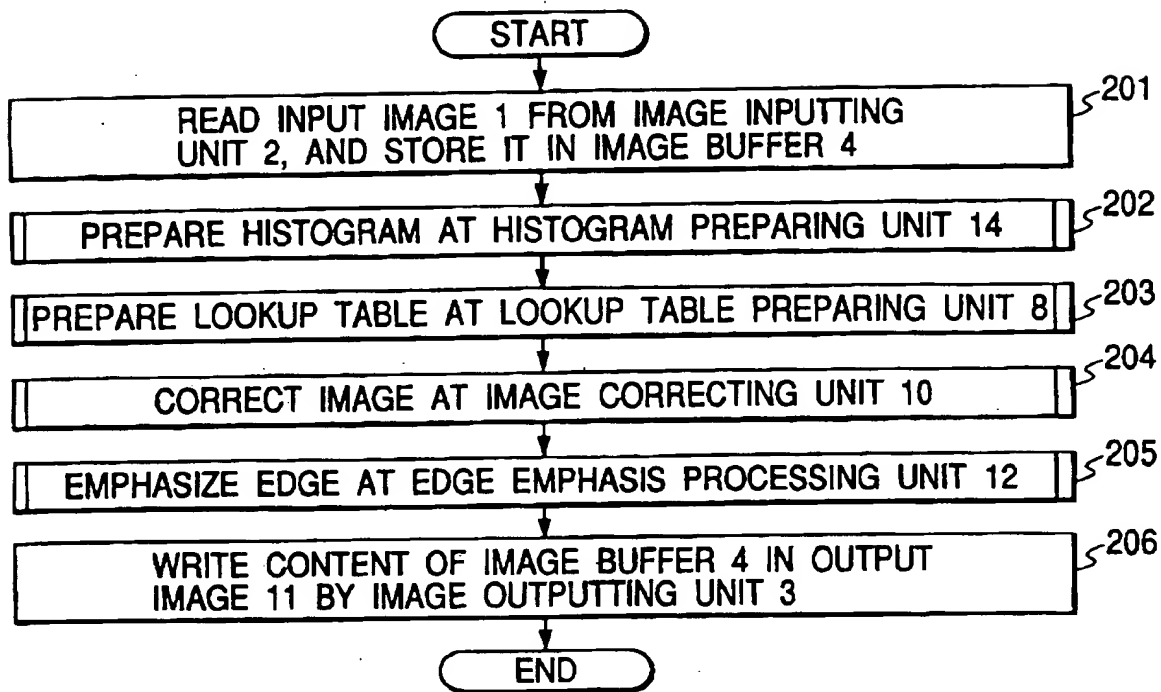 START
201
READ INPUT IMAGE 1 FROM IMAGE INPUTTING
UNIT 2, AND STORE IT IN IMAGE BUFFER 4
202
PREPARE HISTOGRAM AT HISTOGRAM PREPARING UNIT 14
203
PREPARE LOOKUP TABLE AT LOOKUP TABLE PREPARING UNIT 8
204
CORRECT IMAGE AT IMAGE CORRECTING UNIT 10
205
EMPHASIZE EDGE AT EDGE EMPHASIS PROCESSING UNIT 12
206
WRITE CONTENT OF IMAGE BUFFER 4 IN OUTPUT
IMAGE 11 BY IMAGE OUTPUTTING UNIT 3
END